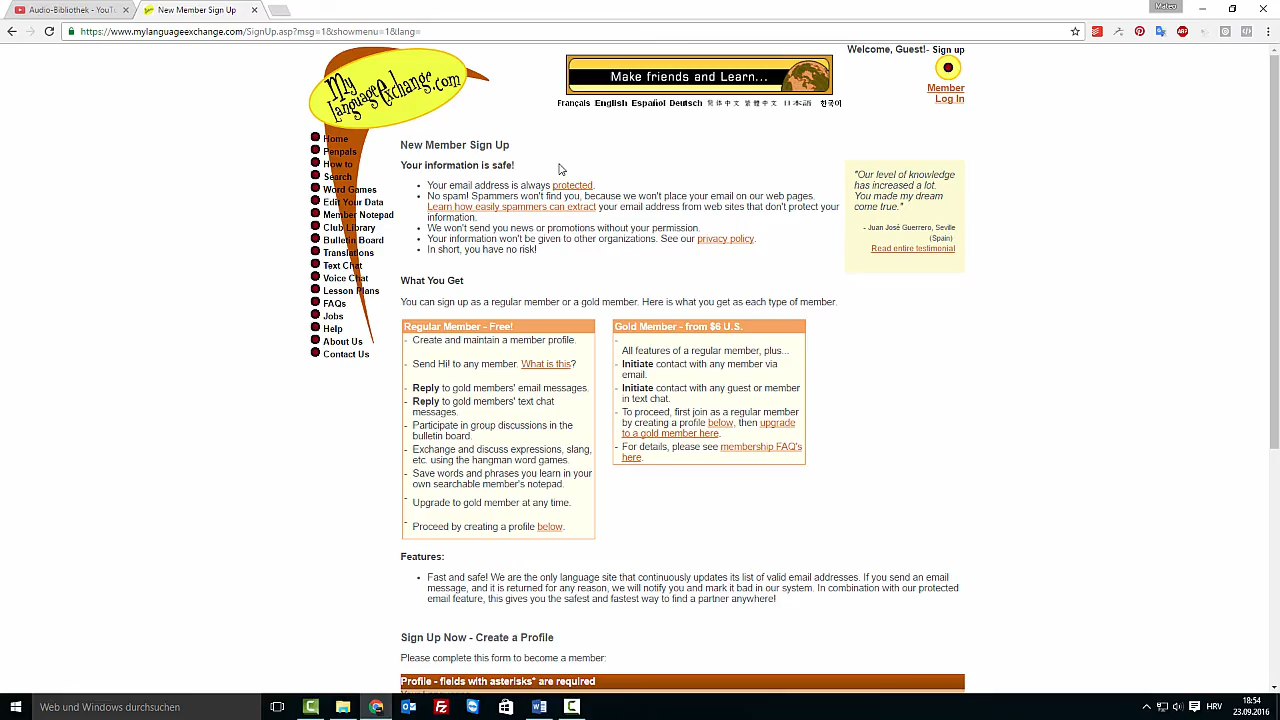 Audio-Bibliothek - YouTu
New Member Sign Up
Mateo
https://www.mylanguageexchange.com/SignUp.asp?msg=1&showmenu=1&lang=
My
Language
Exchange.com
Make friends and Learn...
Welcome, Guest!- Sign up
Member
Log In
Français English Español Deutsch 简体中文 繁體中文 日本語 한국어
Home
Penpals
How to
Search
Word Games
Edit Your Data
Member Notepad
Club Library
Bulletin Board
Translations
Text Chat
Voice Chat
Lesson Plans
FAQs
Jobs
Help
About Us
Contact Us
New Member Sign Up
Your information is safe!
Your email address is always protected.
No spam! Spammers won't find you, because we won't place your email on our web pages.
Learn how easily spammers can extract your email address from web sites that don't protect your
information.
We won't send you news or promotions without your permission.
Your information won't be given to other organizations. See our privacy policy.
In short, you have no risk!
"Our level of knowledge
has increased a lot.
You made my dream
come true."
- Juan José Guerrero, Seville
(Spain)
Read entire testimonial
What You Get
You can sign up as a regular member or a gold member. Here is what you get as each type of member.
Regular Member - Free!
- Create and maintain a member profile.
- Send Hi! to any member. What is this?
- Reply to gold members' email messages.
- Reply to gold members' text chat
messages.
- Participate in group discussions in the
bulletin board.
- Exchange and discuss expressions, slang,
etc. using the hangman word games.
- Save words and phrases you learn in your
own searchable member's notepad.
- Upgrade to gold member at any time.
- Proceed by creating a profile below.
Gold Member - from $6 U.S.
- All features of a regular member, plus...
- Initiate contact with any member via
email.
- Initiate contact with any guest or member
in text chat.
- To proceed, first join as a regular member
by creating a profile below, then upgrade
to a gold member here.
- For details, please see membership FAQ's
here.
Features:
Fast and safe! We are the only language site that continuously updates its list of valid email addresses. If you send an email
message, and it is returned for any reason, we will notify you and mark it bad in our system. In combination with our protected
email feature, this gives you the safest and fastest way to find a partner anywhere!
Sign Up Now - Create a Profile
Please complete this form to become a member:
Profile - fields with asterisks* are required
Web und Windows durchsuchen
HRV
18:54
23.09.2016